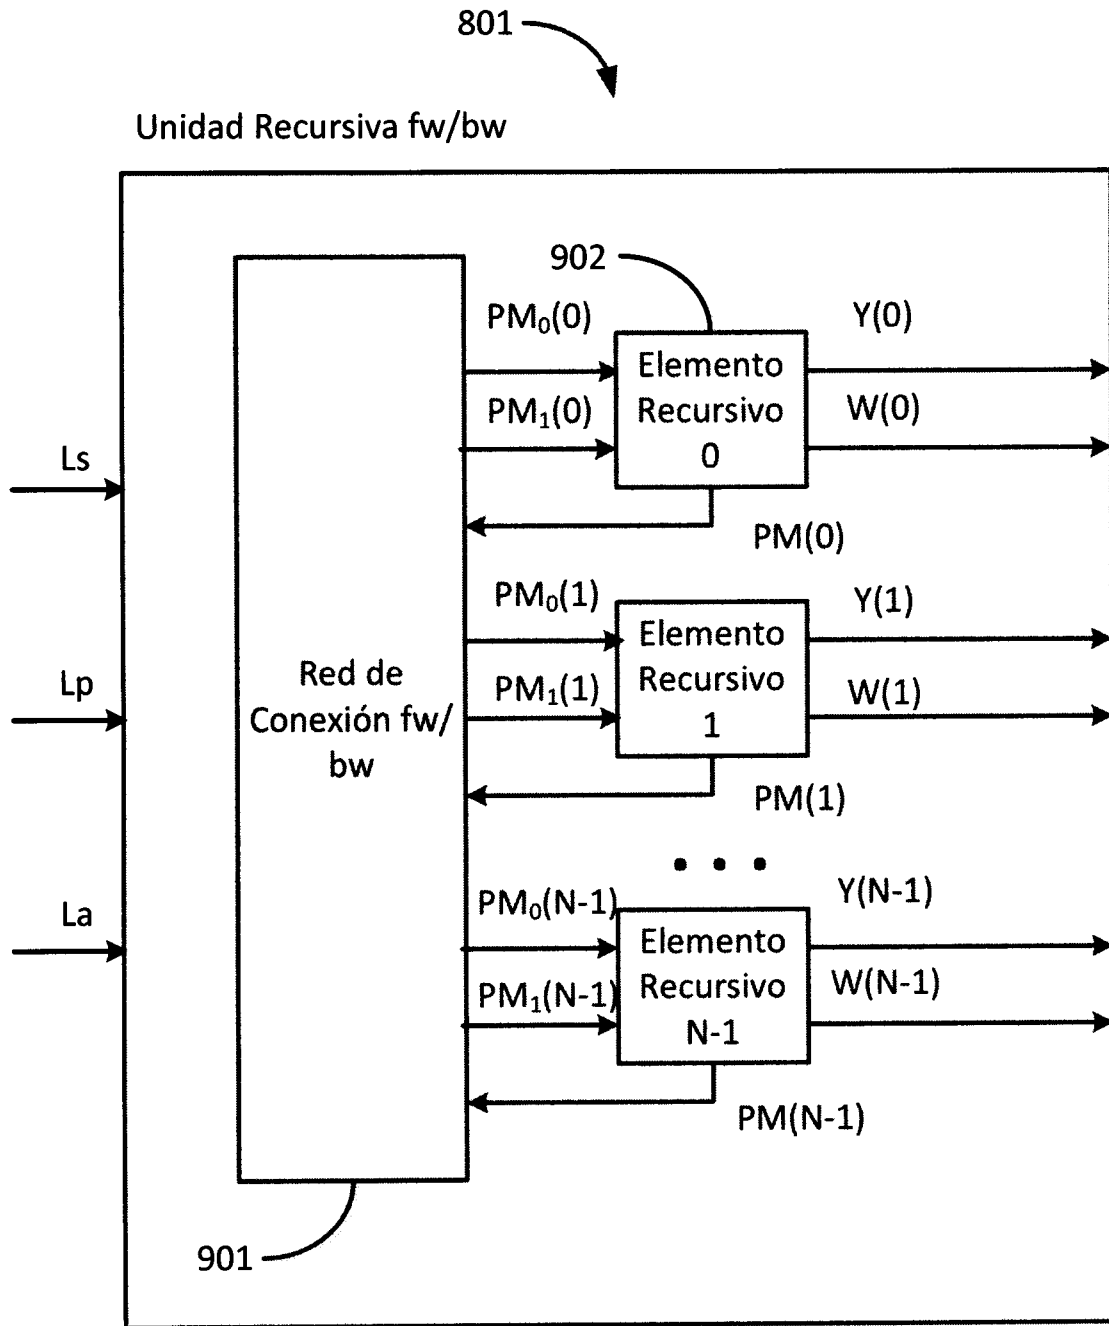 801
Unidad Recursiva fw/bw
902
PM₀(0)
Y(0)
Elemento
Recursivo
0
PM₁(0)
W(0)
Ls
PM(0)
PM₀(1)
Y(1)
Elemento
Recursivo
1
PM₁(1)
W(1)
Lp
Red de
Conexión fw/
bw
PM(1)
. . .
PM₀(N-1)
Y(N-1)
Elemento
Recursivo
N-1
La
PM₁(N-1)
W(N-1)
PM(N-1)
901